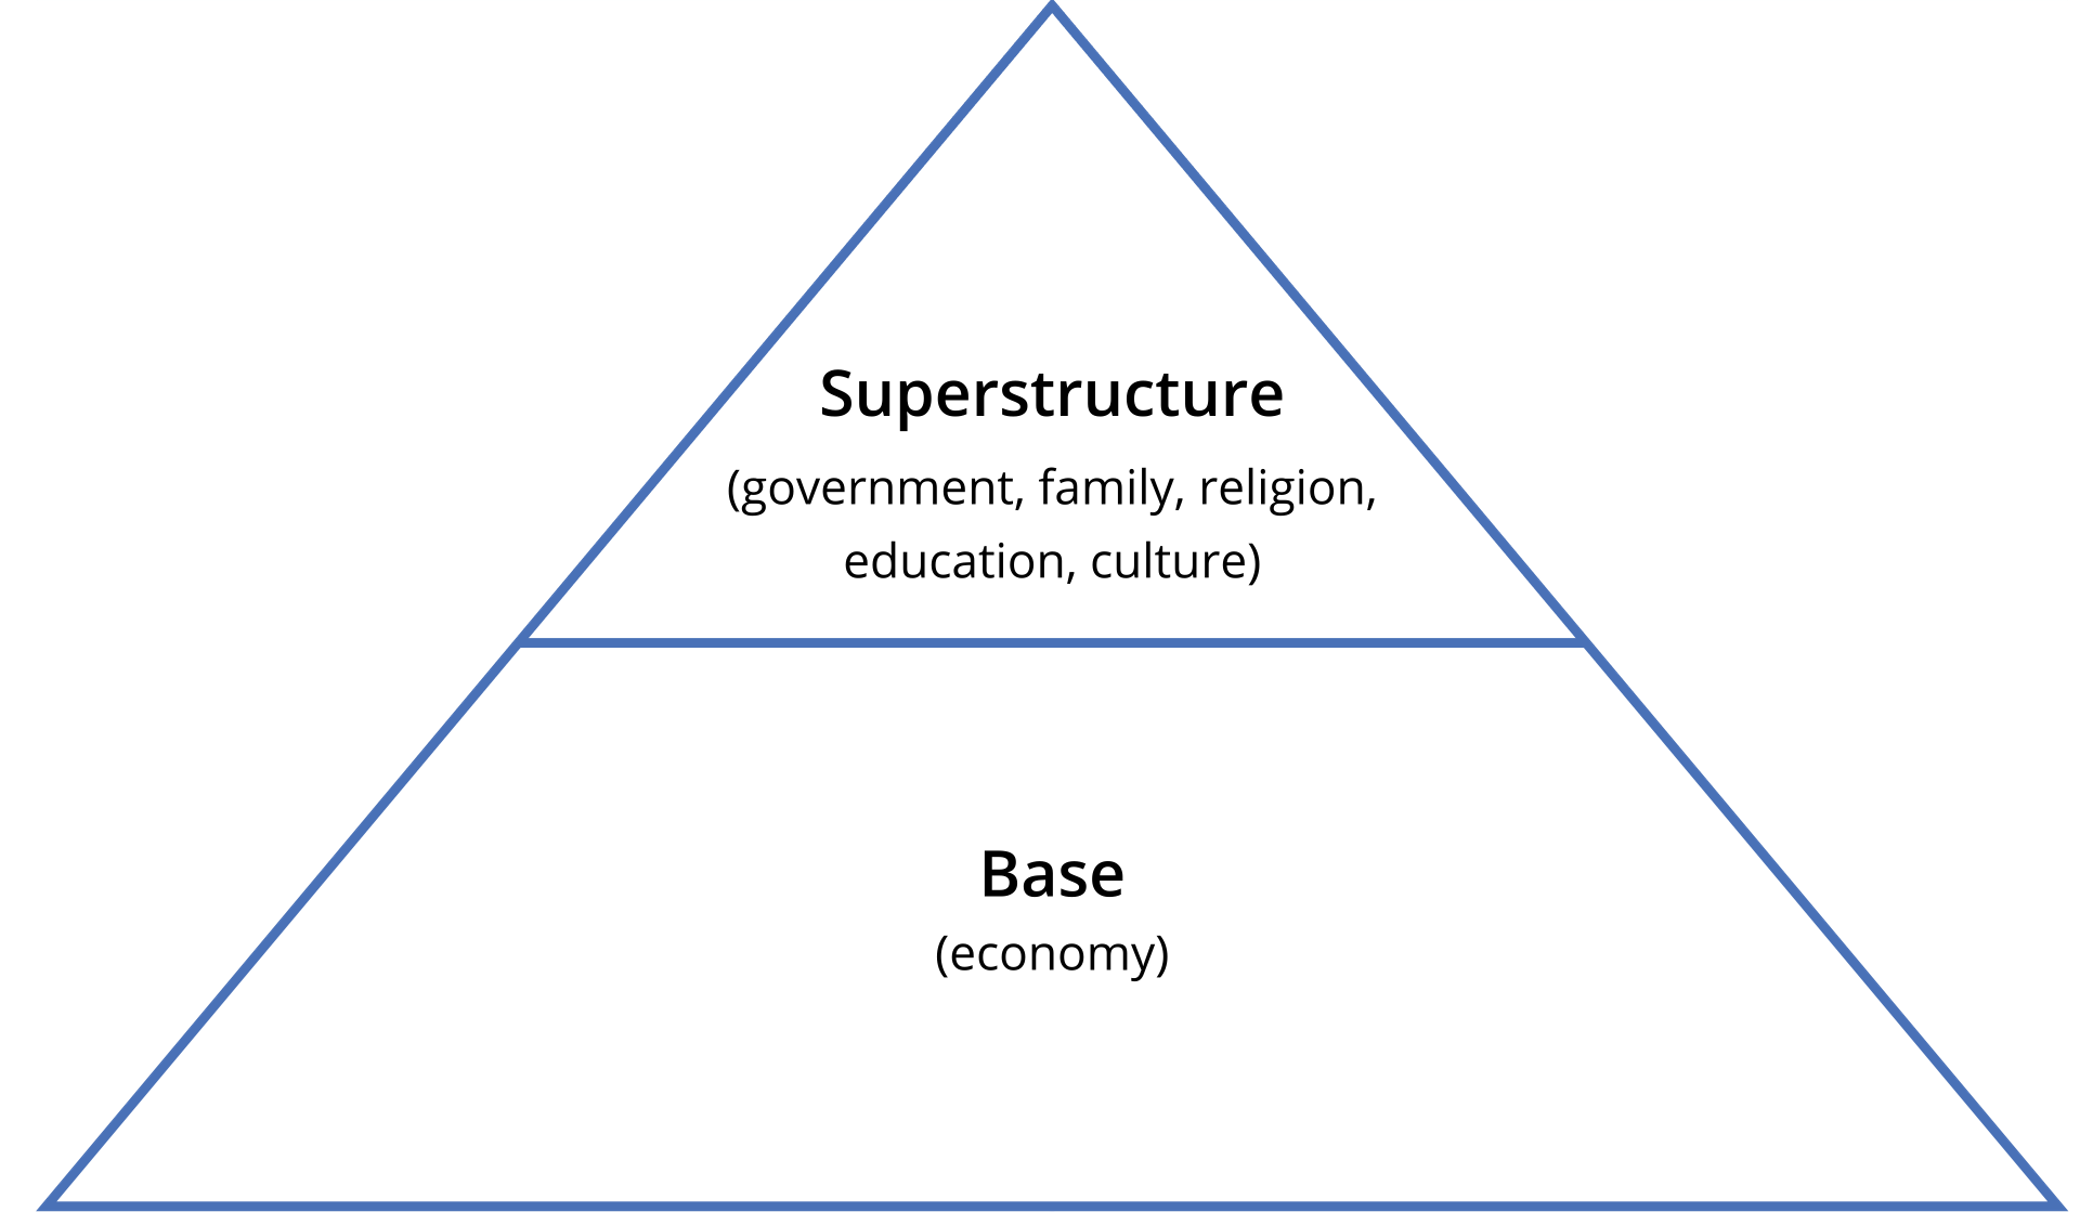 Superstructure
(government, family, religion,
education, culture)
Base
(economy)